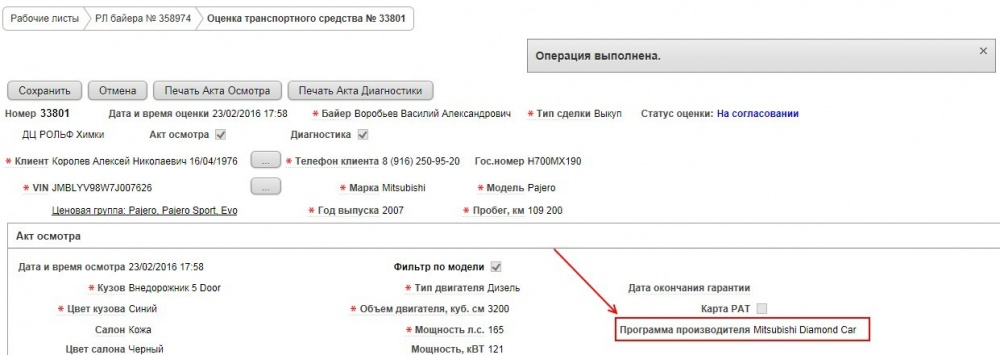 Рабочие листы РЛ байера № 358974 Оценка транспортного средства № 33801
Операция выполнена. ×
Сохранить Отмена Печать Акта Осмотра Печать Акта Диагностики
Номер 33801 Дата и время оценки 23/02/2016 17:58 * Байер Воробьев Василий Александрович * Тип сделки Выкуп Статус оценки: На согласовании
ДЦ РОЛЬФ Химки Акт осмотра Диагностика
* Клиент Королев Алексей Николаевич 16/04/1976 ... * Телефон клиента 8 (916) 250-95-20 Гос.номер Н700МХ190
* VIN JMBLYV98W7J007626 ... * Марка Mitsubishi * Модель Pajero
Ценовая группа: Pajero, Pajero Sport, Evo * Год выпуска 2007 * Пробег, км 109 200
Акт осмотра
Дата и время осмотра 23/02/2016 17:58 Фильтр по модели
* Кузов Внедорожник 5 Door * Тип двигателя Дизель Дата окончания гарантии
* Цвет кузова Синий * Объем двигателя, куб. см 3200 Карта РАТ
Салон Кожа * Мощность л.с. 165 Программа производителя Mitsubishi Diamond Car
Цвет салона Черный Мощность, кВТ 121